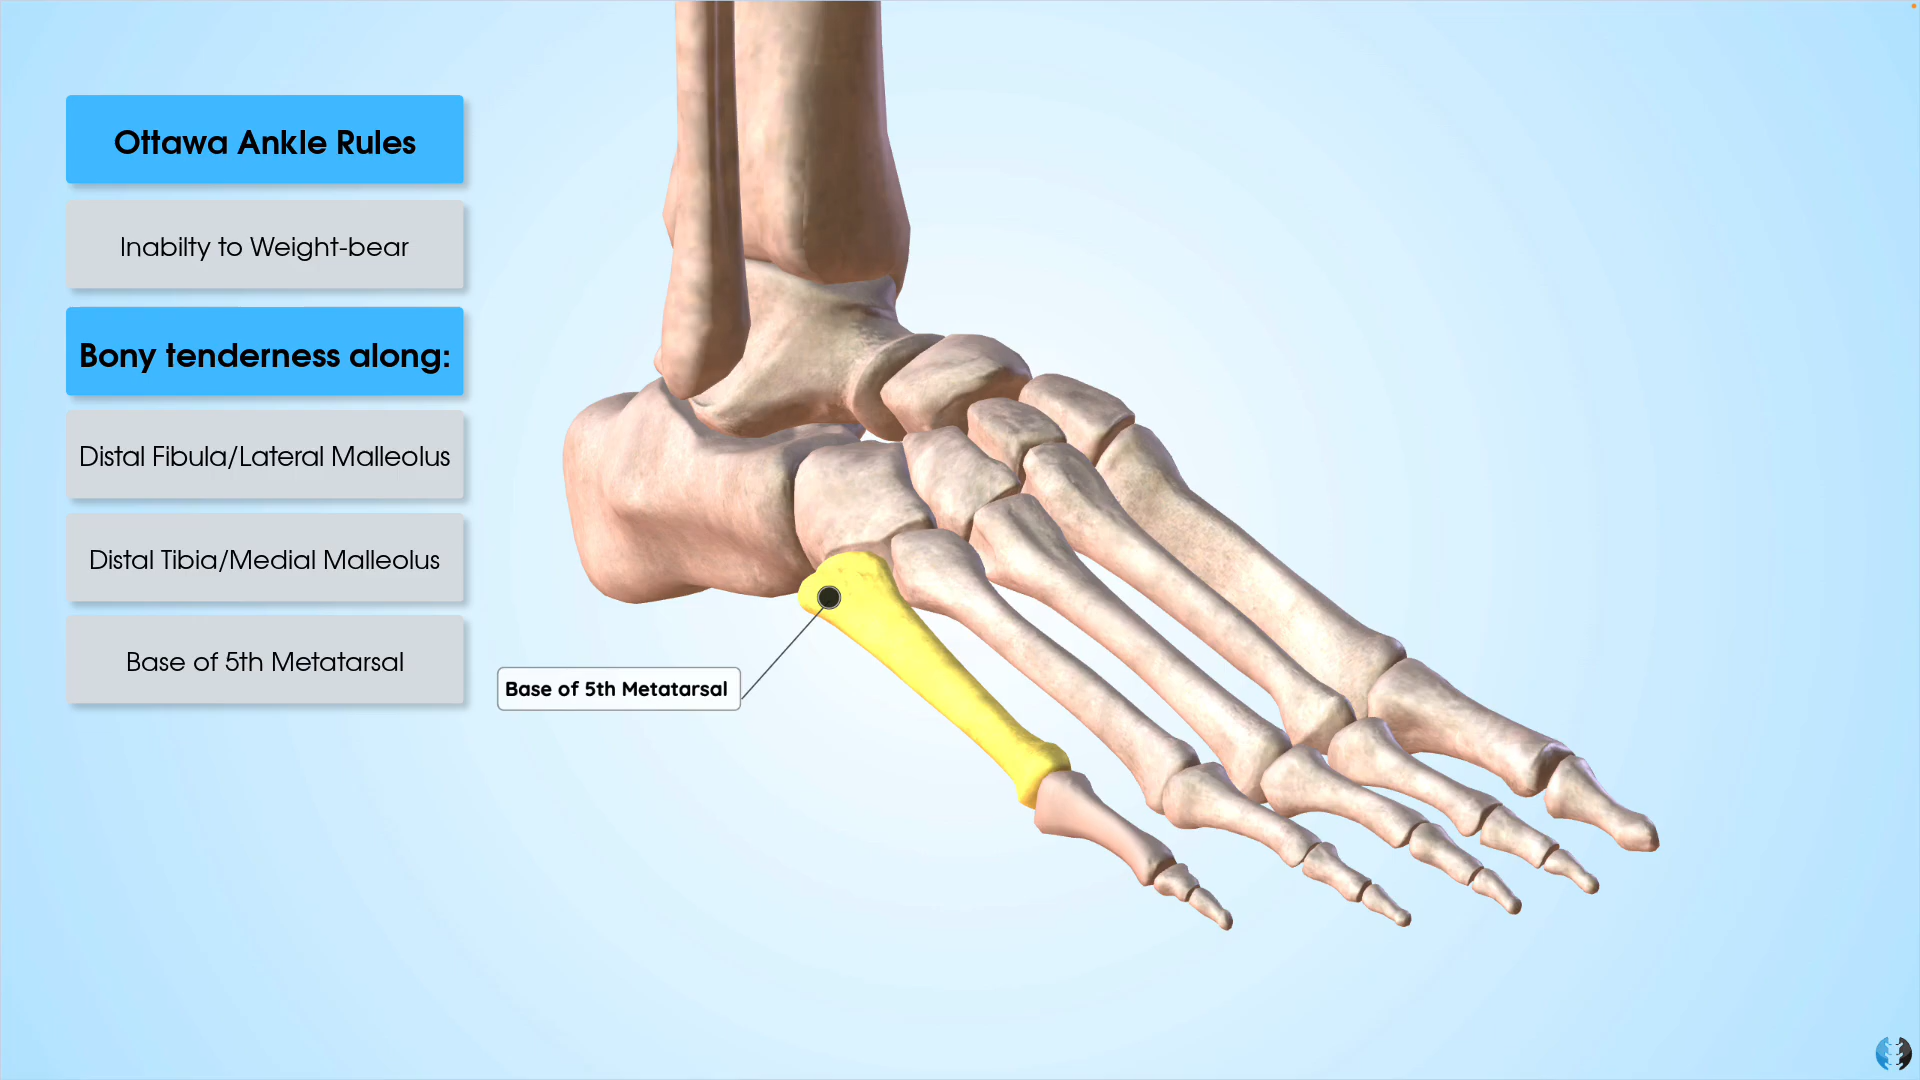 Ottawa Ankle Rules
Inabilty to Weight-bear
Bony tenderness along:
Distal Fibula/Lateral Malleolus
Distal Tibia/Medial Malleolus
Base of 5th Metatarsal
Base of 5th Metatarsal